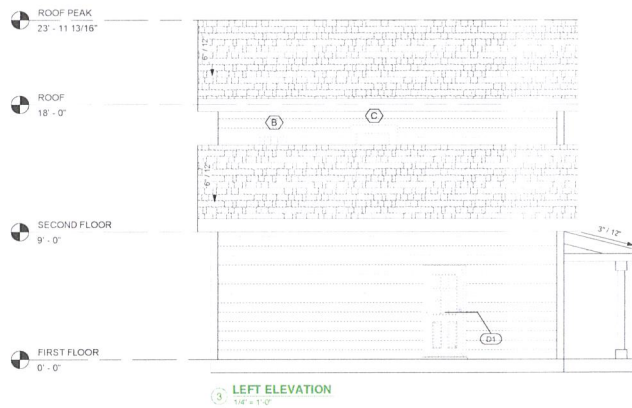 ROOF PEAK
23' - 11 13/16"
6" / 12"
ROOF
18' - 0"
B
C
6" / 12"
SECOND FLOOR
9' - 0"
3" / 12"
D1
FIRST FLOOR
0' - 0"
3 LEFT ELEVATION
1/4" = 1'-0"